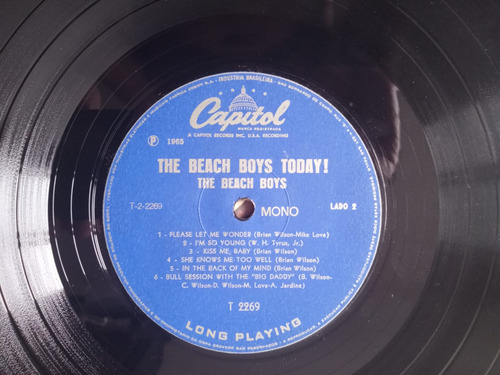 INDUSTRIA BRASILEIRA
Capitol
MARCA REGISTRADA
A CAPITOL RECORDS INC. U.S.A. RECORDING
Ⓟ 1965
THE BEACH BOYS TODAY!
THE BEACH BOYS
T-2-2269
MONO
LADO 2
1 - PLEASE LET ME WONDER (Brian Wilson-Mike Love)
2 - I'M SO YOUNG (W. H. Tyrus, Jr.)
3 - KISS ME, BABY (Brian Wilson)
4 - SHE KNOWS ME TOO WELL (Brian Wilson)
5 - IN THE BACK OF MY MIND (Brian Wilson)
6 - BULL SESSION WITH THE "BIG DADDY" (B. Wilson-
C. Wilson-D. Wilson-M. Love-A. Jardine)
T 2269
LONG PLAYING